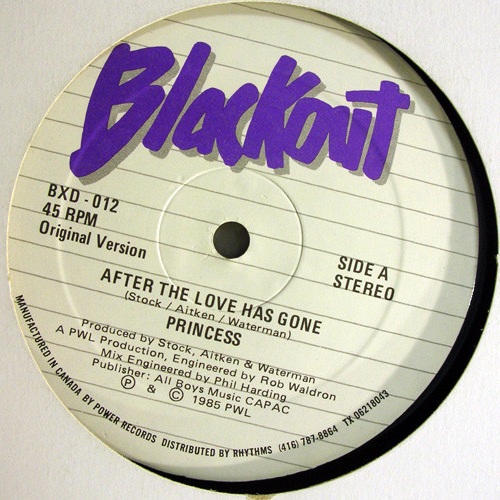 Blackout
BXD - 012
45 RPM
Original Version
SIDE A
STEREO
AFTER THE LOVE HAS GONE
(Stock / Aitken / Waterman)
PRINCESS
Produced by Stock, Aitken & Waterman
A PWL Production, Engineered by Rob Waldron
Mix Engineered by Phil Harding
Publisher: All Boys Music CAPAC
Ⓟ & © 1985 PWL
MANUFACTURED IN CANADA BY POWER RECORDS DISTRIBUTED BY RHYTHMS (416) 787-8864 TX 06218043